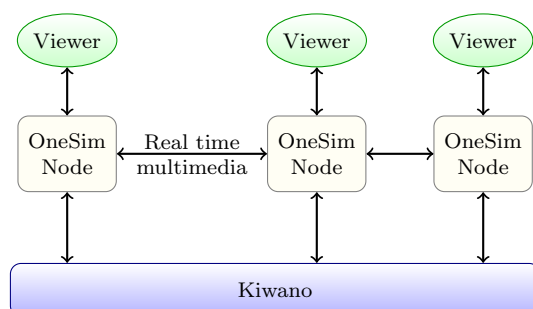 Viewer
Viewer
Viewer
OneSim
Node
Real time
multimedia
OneSim
Node
OneSim
Node
Kiwano